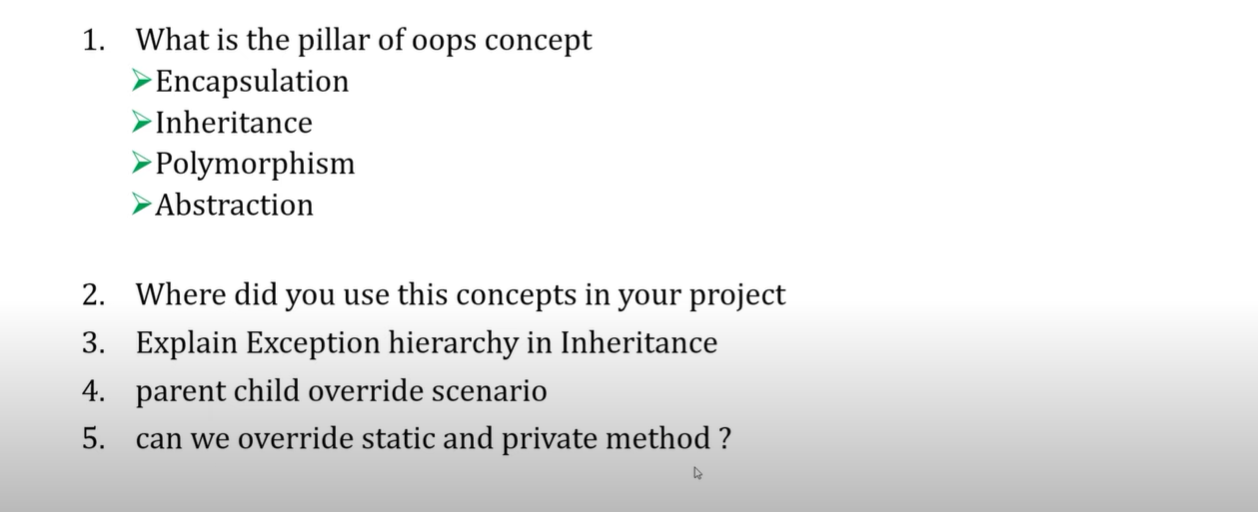 1. What is the pillar of oops concept
➢Encapsulation
➢Inheritance
➢Polymorphism
➢Abstraction
2. Where did you use this concepts in your project
3. Explain Exception hierarchy in Inheritance
4. parent child override scenario
5. can we override static and private method ?